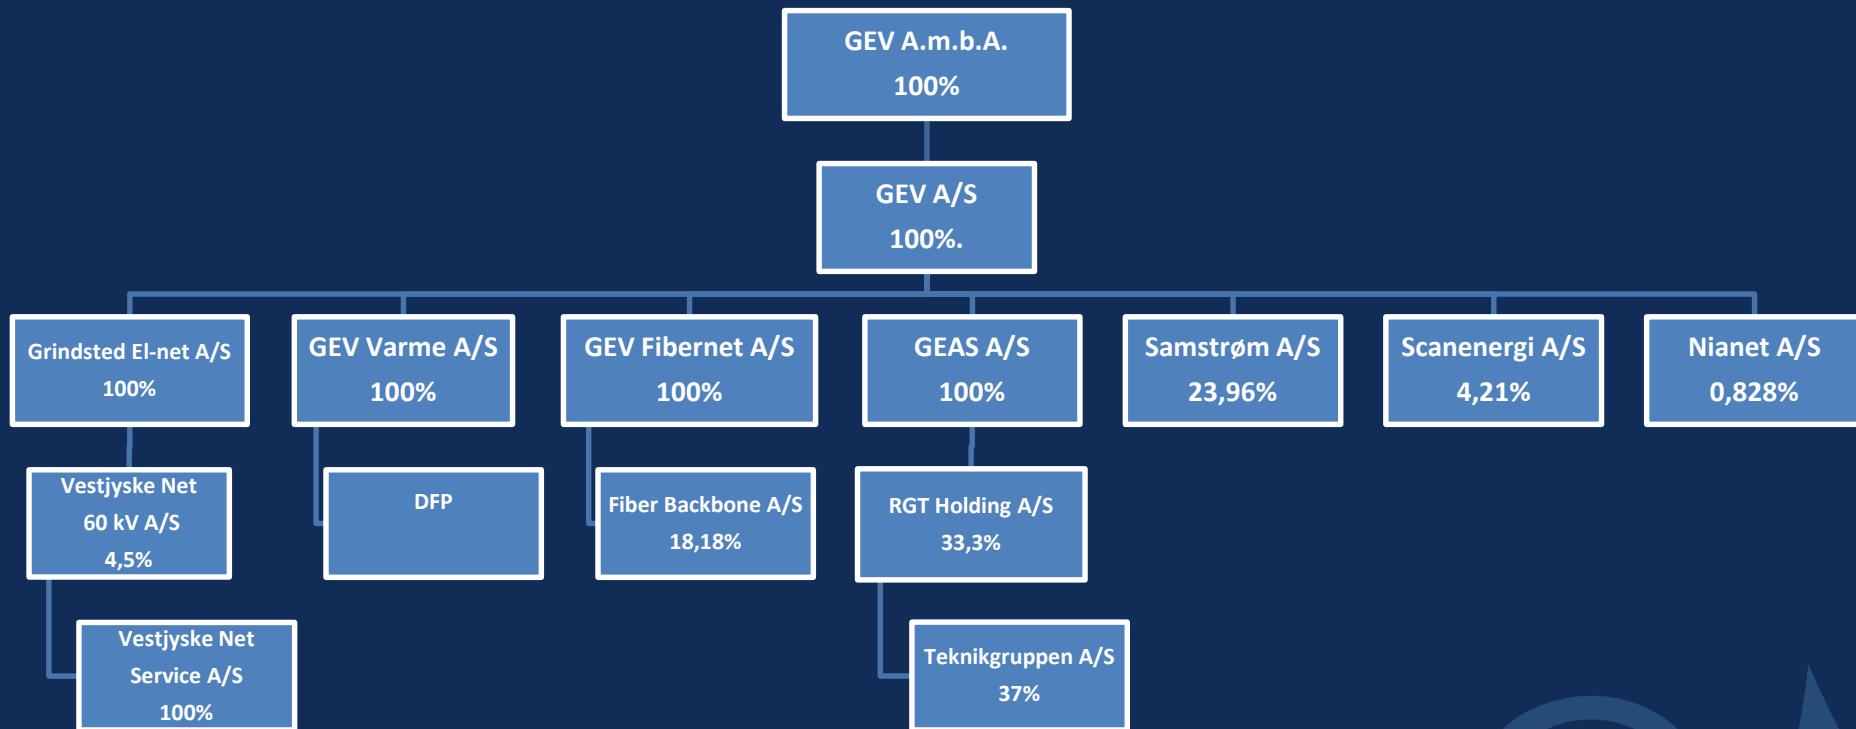 GEV A.m.b.A.
100%
GEV A/S
100%.
Grindsted El-net A/S
100%
GEV Varme A/S
100%
GEV Fibernet A/S
100%
GEAS A/S
100%
Samstrøm A/S
23,96%
Scanenergi A/S
4,21%
Nianet A/S
0,828%
Vestjyske Net
60 kV A/S
4,5%
DFP
Fiber Backbone A/S
18,18%
RGT Holding A/S
33,3%
Vestjyske Net
Service A/S
100%
Teknikgruppen A/S
37%